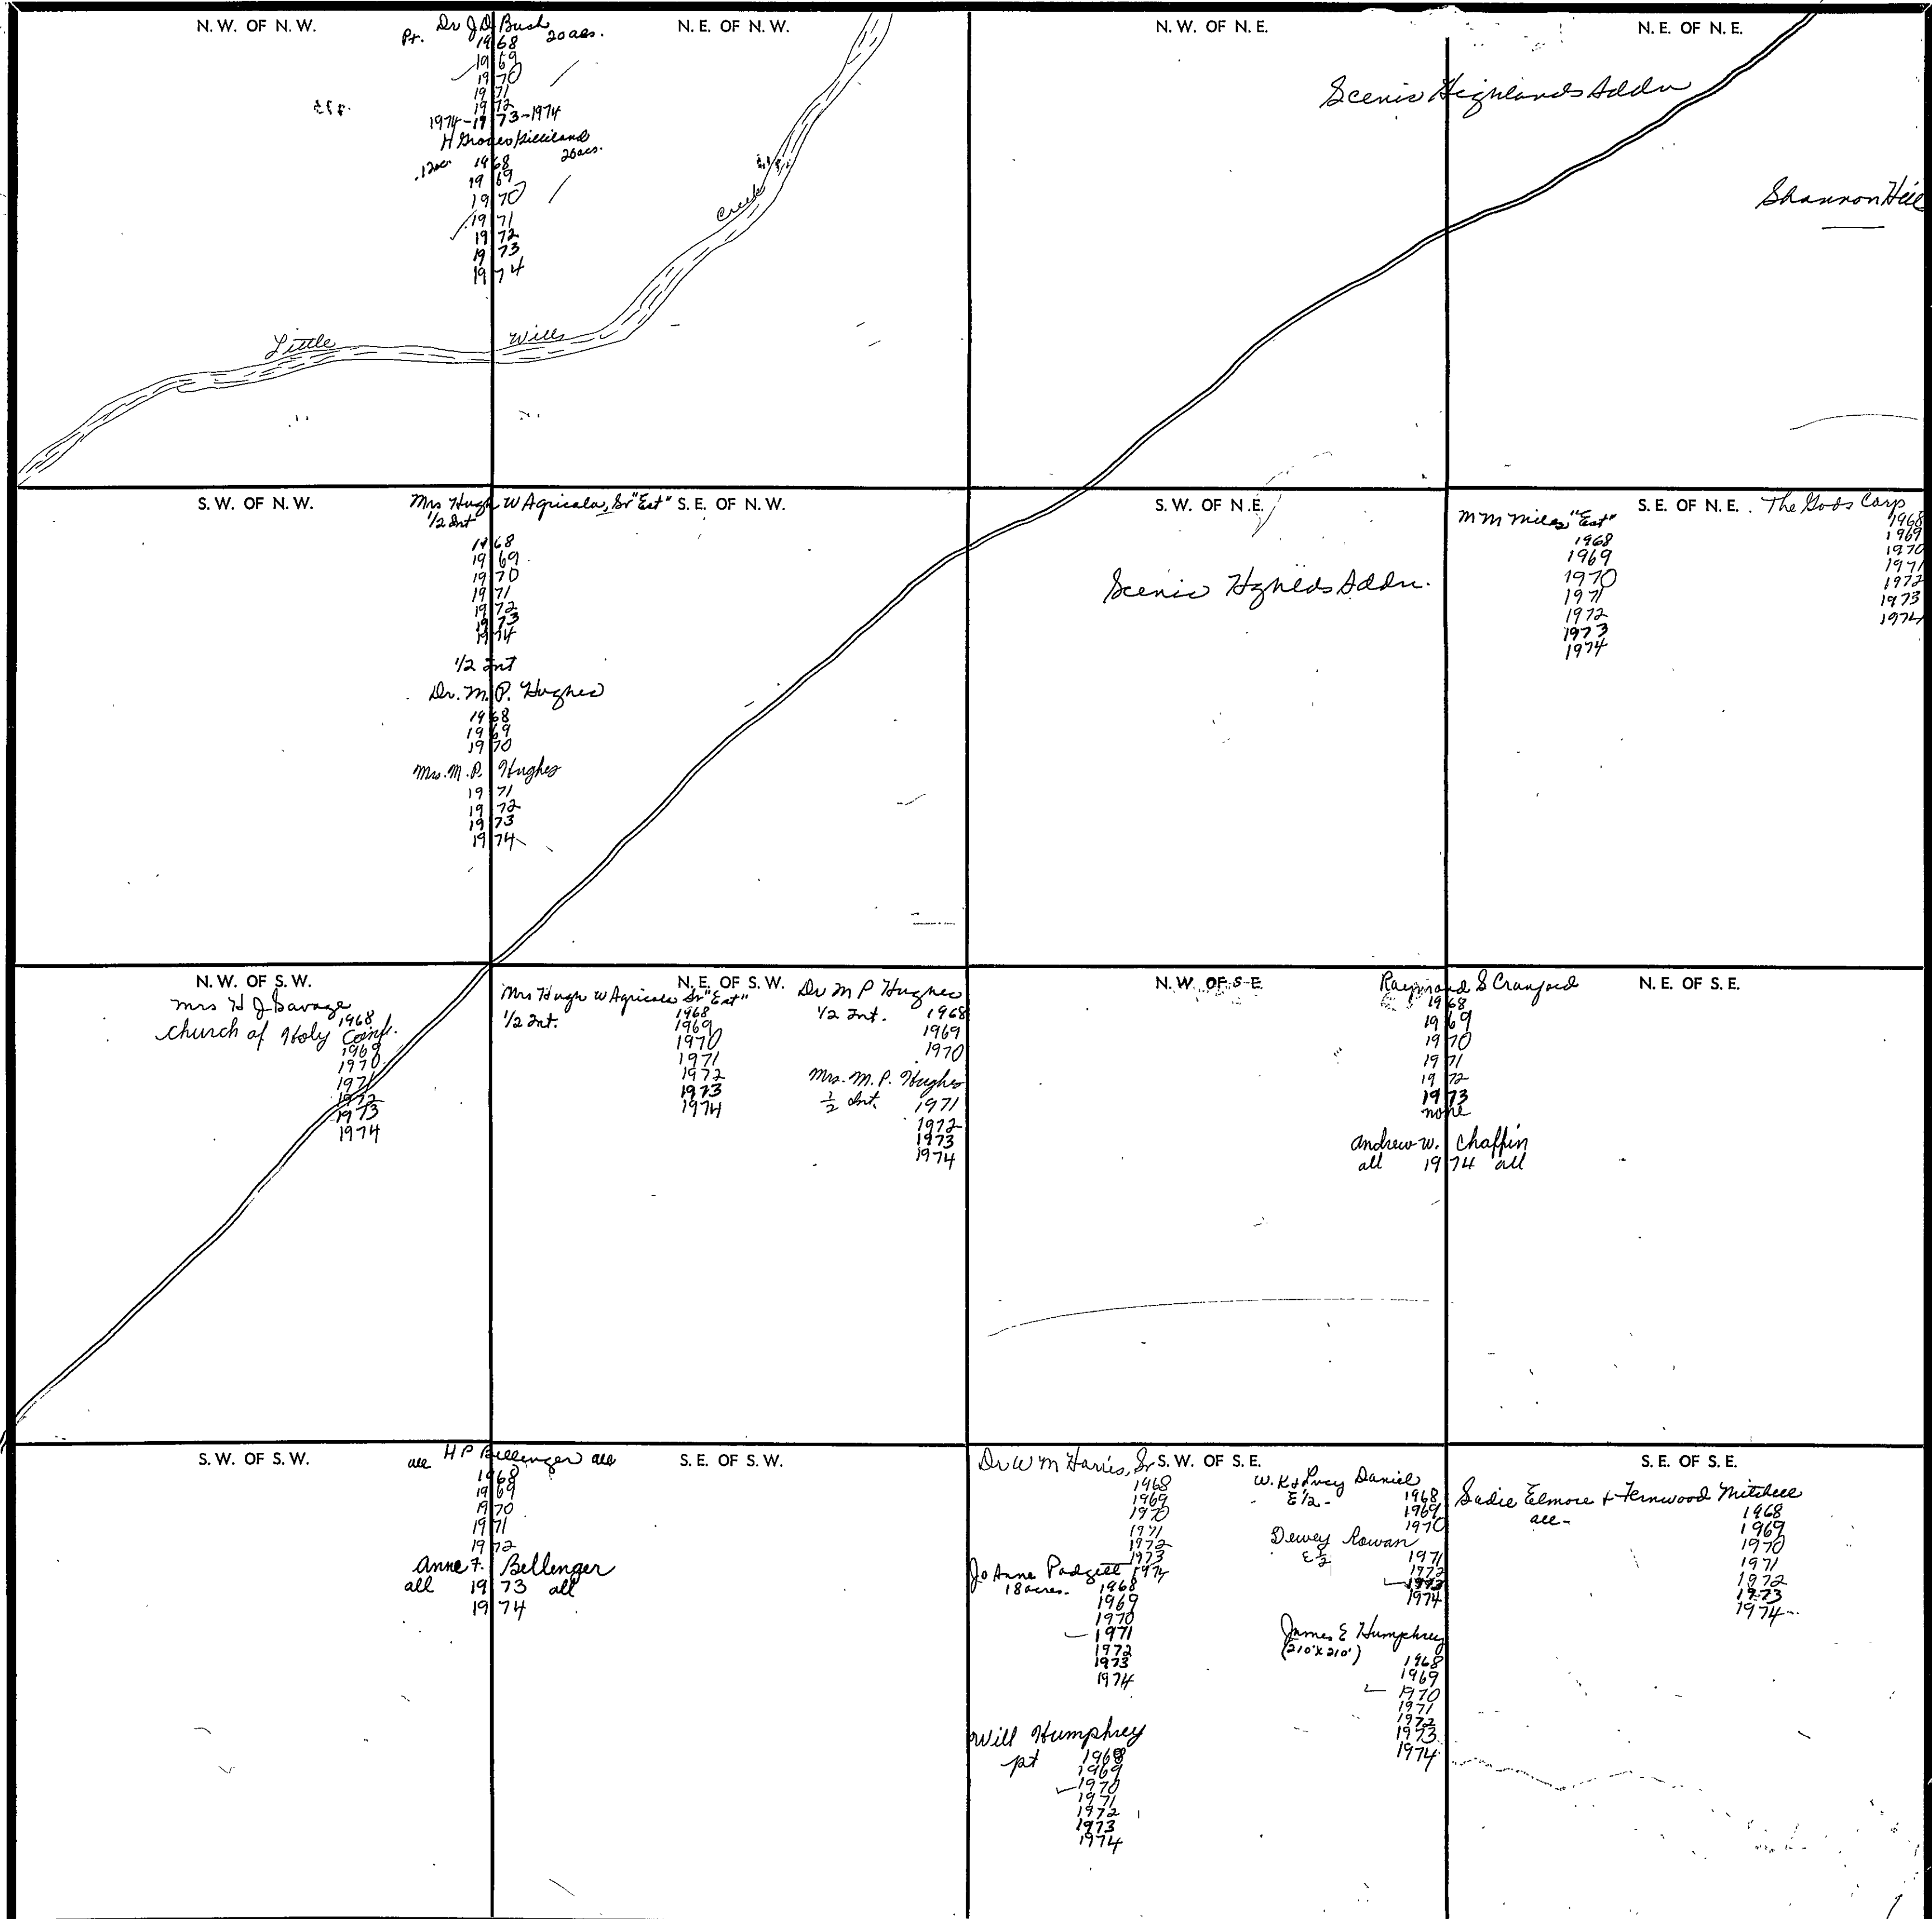 N. W. OF N. W.
Pt. Dr J D Bush 20 acs.
1968
1969
1970
1971
1972
1974-1973-1974
H Groves Gilliland
.12ac 1968 20acs.
1969
1970
1971
1972
1973
1974
N. E. OF N. W.
Little Wills Creek
N. W. OF N. E.
N. E. OF N. E.
Scenic Highlands Addn
Shannon Hill
S. W. OF N. W.
Mrs Hugh W Agricola, Sr "Est"
1/2 Int
1968
1969
1970
1971
1972
1973
1974
1/2 Int
Dr. M. P. Hughes
1968
1969
1970
Mrs. M. P. Hughes
1971
1972
1973
1974
S. E. OF N. W.
S. W. OF N. E.
Scenic Hghlds Addn.
S. E. OF N. E.
M M Miles "Est"
1968
1969
1970
1971
1972
1973
1974
The Corp
1968
1969
1970
1971
1972
1973
1974
N. W. OF S. W.
Mrs H J Savage
1968
Church of Holy Comf.
1969
1970
1971
1972
1973
1974
N. E. OF S. W.
Mrs Hugh W Agricola Sr "Est"
1/2 Int.
1968
1969
1970
1971
1972
1973
1974
Dr M P Hughes
1/2 Int. 1968
1969
1970
Mrs. M. P. Hughes
1/2 Int. 1971
1972
1973
1974
N. W. OF S. E.
Raymond S Cranford
1968
1969
1970
1971
1972
1973
none
Andrew W. Chaffin
all 1974 all
N. E. OF S. E.
S. W. OF S. W.
all H P Bellenger all
1968
1969
1970
1971
1972
Anne F. Bellenger
all 1973 all
1974
S. E. OF S. W.
S. W. OF S. E.
Dr W M Harris, Sr
1968
1969
1970
1971
1972
1973
1974
Jo Anne Padgett
18 acres. 1968
1969
1970
1971
1972
1973
1974
Will Humphrey
pt 1968
1969
1970
1971
1972
1973
1974
W. K & Lucy Daniel
E 1/2 - 1968
1969
1970
Dewey Rowan
E 1/2 1971
1972
1973
1974
James E Humphrey
(210'x210')
1968
1969
1970
1971
1972
1973
1974
S. E. OF S. E.
Sadie Elmore & Fernwood Mitchell
all -
1968
1969
1970
1971
1972
1973
1974